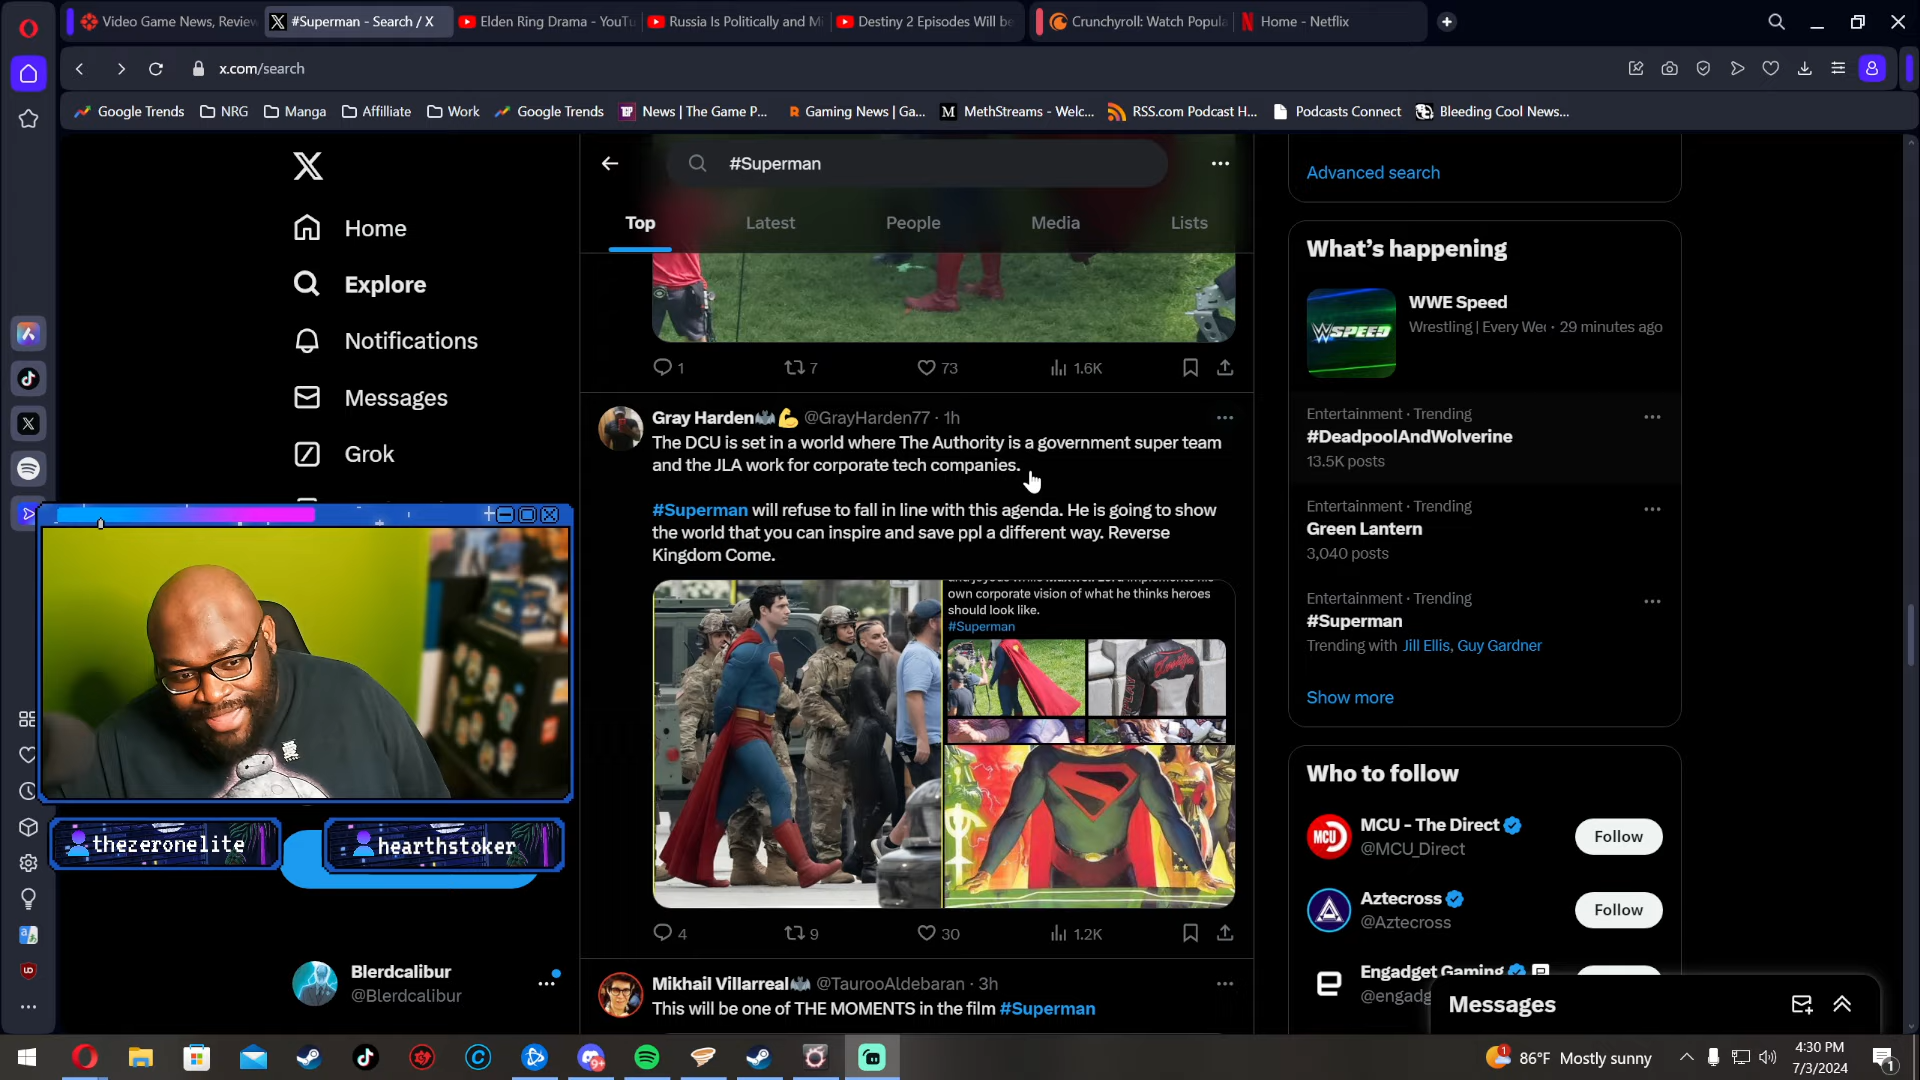 Video Game News, Review
#Superman - Search / X
Elden Ring Drama - YouTu
Russia Is Politically and Mi
Destiny 2 Episodes Will be
Crunchyroll: Watch Popula
Home - Netflix
x.com/search
Google Trends
NRG
Manga
Affilliate
Work
Google Trends
News | The Game P...
Gaming News | Ga...
MethStreams - Welc...
RSS.com Podcast H...
Podcasts Connect
Bleeding Cool News...
#Superman
Top
Latest
People
Media
Lists
Home
Explore
Notifications
Messages
Grok
thezeronelite
hearthstoker
Blerdcalibur
@Blerdcalibur
1
7
73
1.6K
Gray Harden @GrayHarden77 · 1h
The DCU is set in a world where The Authority is a government super team
and the JLA work for corporate tech companies.
#Superman will refuse to fall in line with this agenda. He is going to show
the world that you can inspire and save ppl a different way. Reverse
Kingdom Come.
own corporate vision of what he thinks heroes
should look like.
#Superman
4
9
30
1.2K
Mikhail Villarreal @TaurooAldebaran · 3h
This will be one of THE MOMENTS in the film #Superman
Advanced search
What's happening
WWE Speed
Wrestling | Every We · 29 minutes ago
SPEED
Entertainment · Trending
#DeadpoolAndWolverine
13.5K posts
Entertainment · Trending
Green Lantern
3,040 posts
Entertainment · Trending
#Superman
Trending with Jill Ellis, Guy Gardner
Show more
Who to follow
MCU
MCU - The Direct
@MCU_Direct
Follow
Aztecross
@Aztecross
Follow
Engadget Gaming
@engadg
Messages
9+
1
86°F Mostly sunny
4:30 PM
7/3/2024
1